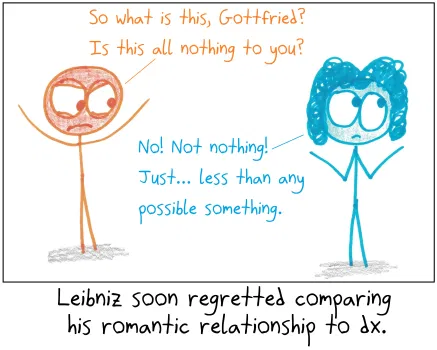 So what is this, Gottfried?
Is this all nothing to you?
No! Not nothing!
Just... less than any
possible something.
Leibniz soon regretted comparing
his romantic relationship to dx.